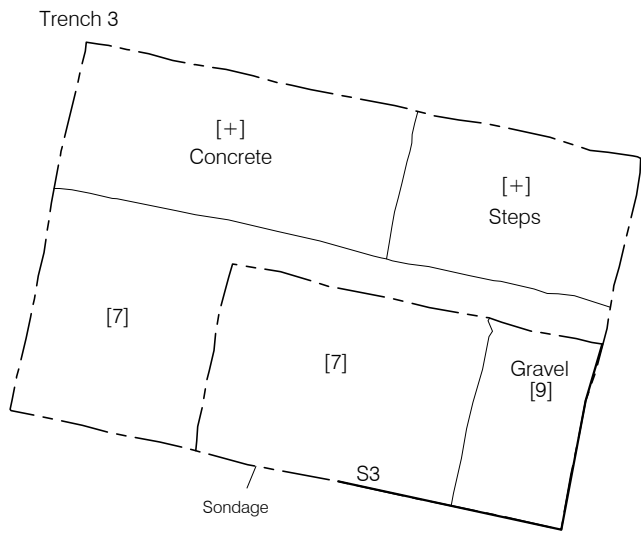 Trench 3
[+]
Concrete
[+]
Steps
[7]
[7]
Gravel
[9]
S3
Sondage